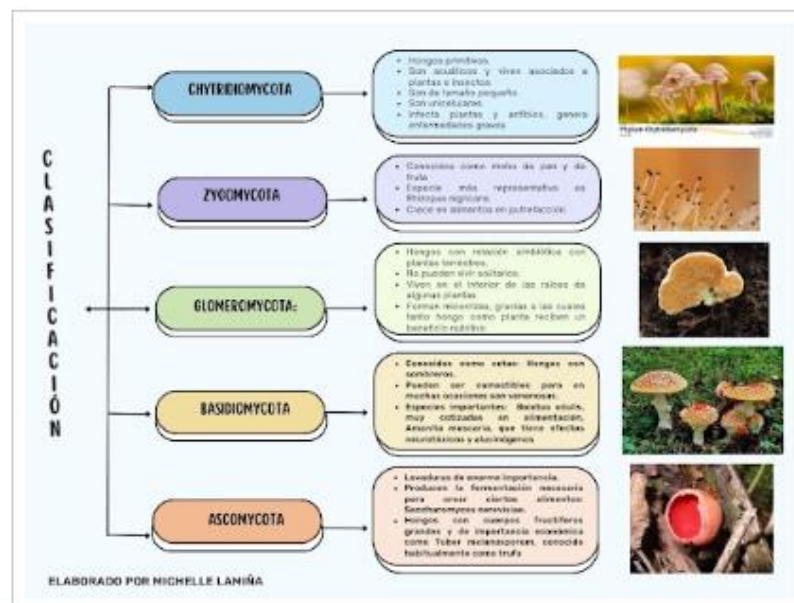 CLASIFICACIÓN
CHYTRIDIOMYCOTA
• Hongos primitivos.
• Son acuáticos y viven asociados a
plantas e insectos.
• Son de tamaño pequeño
• Son unicelulares
• Infecta plantas y anfibios, genera
enfermedades graves
ZYGOMYCOTA
• Conocidos como moho de pan y de
fruta
• Especie más representativa es
Rhizopus nigricans.
• Crece en alimentos en putrefacción
GLOMEROMYCOTA:
• Hongos con relación simbiótica con
plantas terrestres.
• No pueden vivir solitarios.
• Viven en el interior de las raíces de
algunas plantas
• Forman micorrizas, gracias a las cuales
tanto hongo como planta reciben un
beneficio nutritivo
BASIDIOMYCOTA
• Conocidos como setas: Hongos con
sombreros.
• Pueden ser comestibles pero en
muchas ocasiones son venenosas.
• Especies importantes: Boletus edulis,
muy cotizadas en alimentación,
Amanita muscaria, que tiene efectos
neurotóxicos y alucinógenos
ASCOMYCOTA
• Levaduras de enorme importancia.
• Producen la fermentación necesaria
para crear ciertos alimentos:
Saccharomyces cerevisiae.
• Hongos con cuerpos fructíferos
grandes y de importancia económica
como Tuber melanosporum, conocida
habitualmente como trufa
ELABORADO POR MICHELLE LAMIÑA